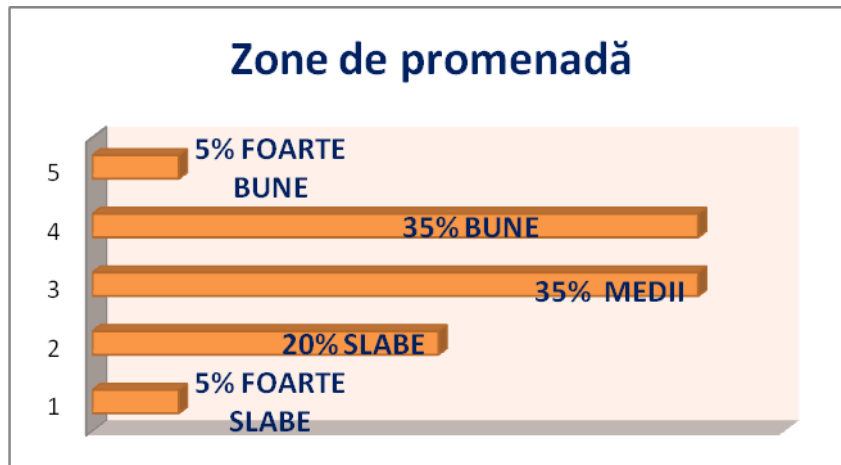 Zone de promenadă
5
5% FOARTE
BUNE
4
35% BUNE
3
35% MEDII
2
20% SLABE
1
5% FOARTE
SLABE